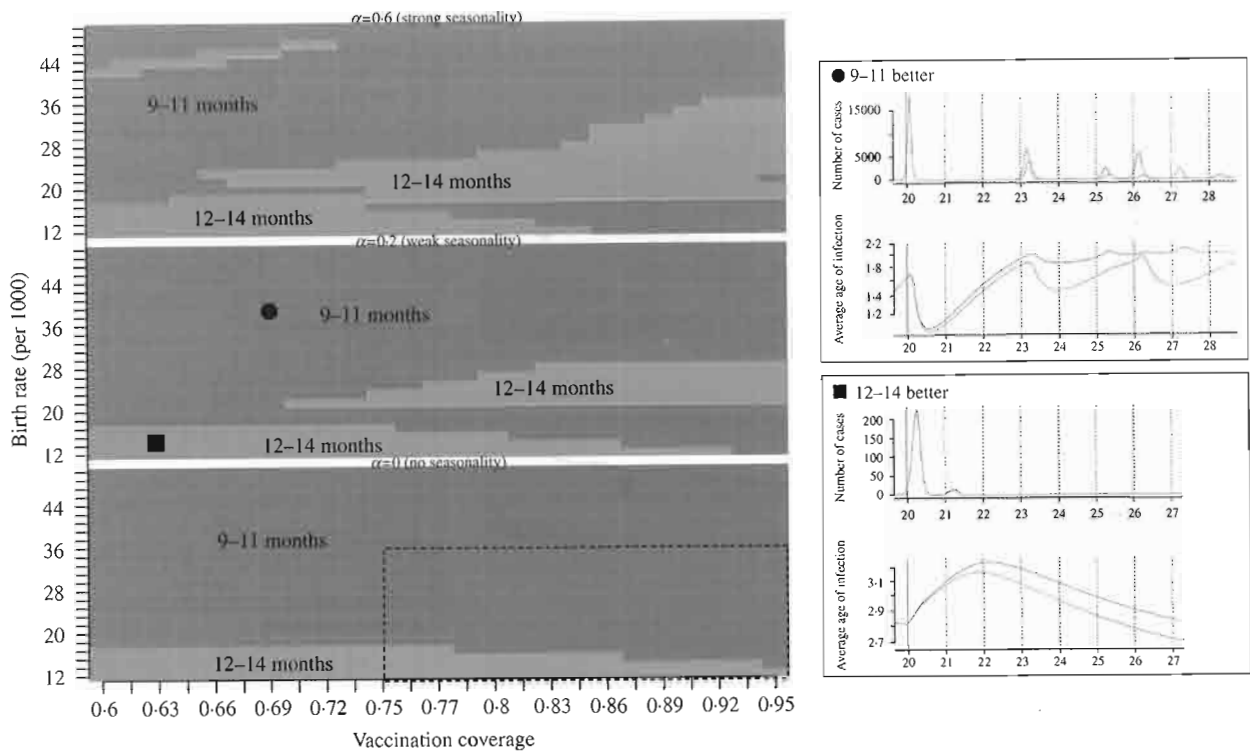 α=0·6 (strong seasonality)
44
36
28
20
12
9–11 months
12–14 months
12–14 months
α=0·2 (weak seasonality)
44
36
28
20
12
9–11 months
12–14 months
12–14 months
α=0 (no seasonality)
44
36
28
20
12
9–11 months
12–14 months
Birth rate (per 1000)
0·6 0·63 0·66 0·69 0·72 0·75 0·77 0·8 0·83 0·86 0·89 0·92 0·95
Vaccination coverage
9–11 better
Number of cases
15000
5000
0
20 21 22 23 24 25 26 27 28
Average age of infection
2·2
1·8
1·4
1·2
20 21 22 23 24 25 26 27 28
12–14 better
Number of cases
200
150
100
50
0
20 21 22 23 24 25 26 27
Average age of infection
3·1
2·9
2·7
20 21 22 23 24 25 26 27